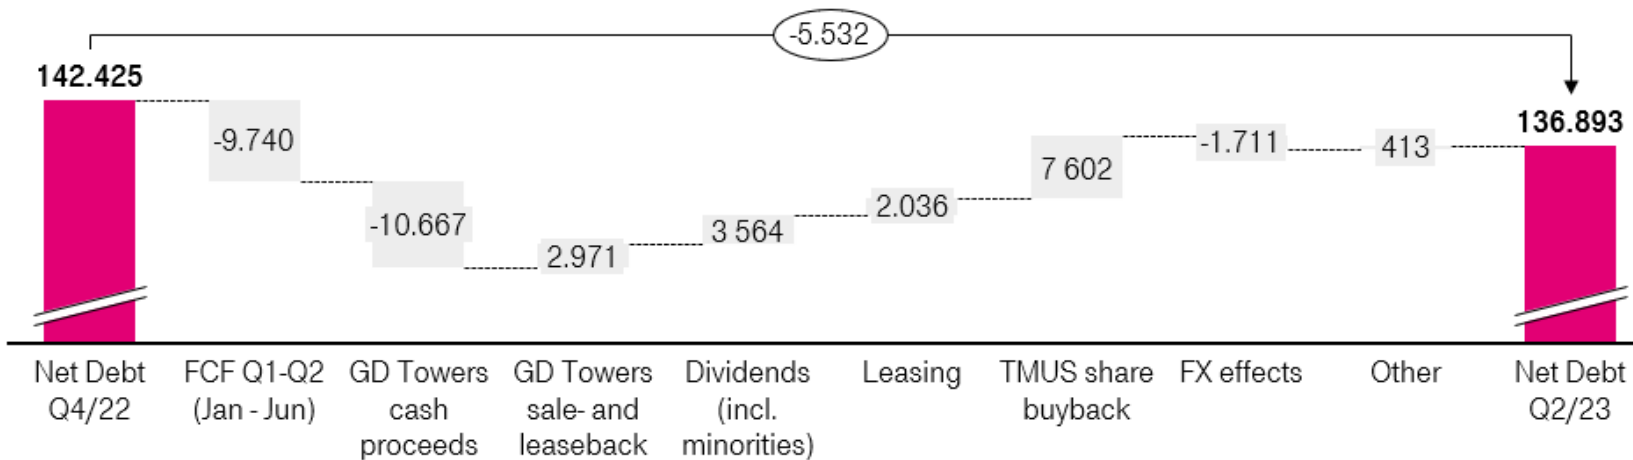 -5.532
142.425
-9.740
-10.667
2.971
3 564
2.036
7 602
-1.711
413
136.893
Net Debt
Q4/22
FCF Q1-Q2
(Jan - Jun)
GD Towers
cash
proceeds
GD Towers
sale- and
leaseback
Dividends
(incl.
minorities)
Leasing
TMUS share
buyback
FX effects
Other
Net Debt
Q2/23